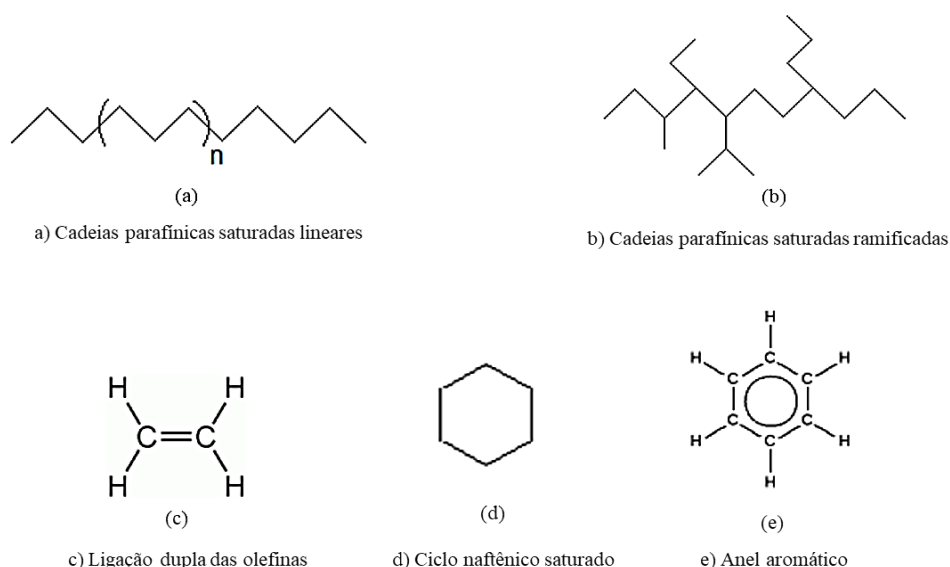 n
(a)
(b)
a) Cadeias parafínicas saturadas lineares
b) Cadeias parafínicas saturadas ramificadas
H H
C C
H H
(c)
c) Ligação dupla das olefinas
(d)
d) Ciclo naftênico saturado
H
H C H
C C
C C
H C H
H
(e)
e) Anel aromático